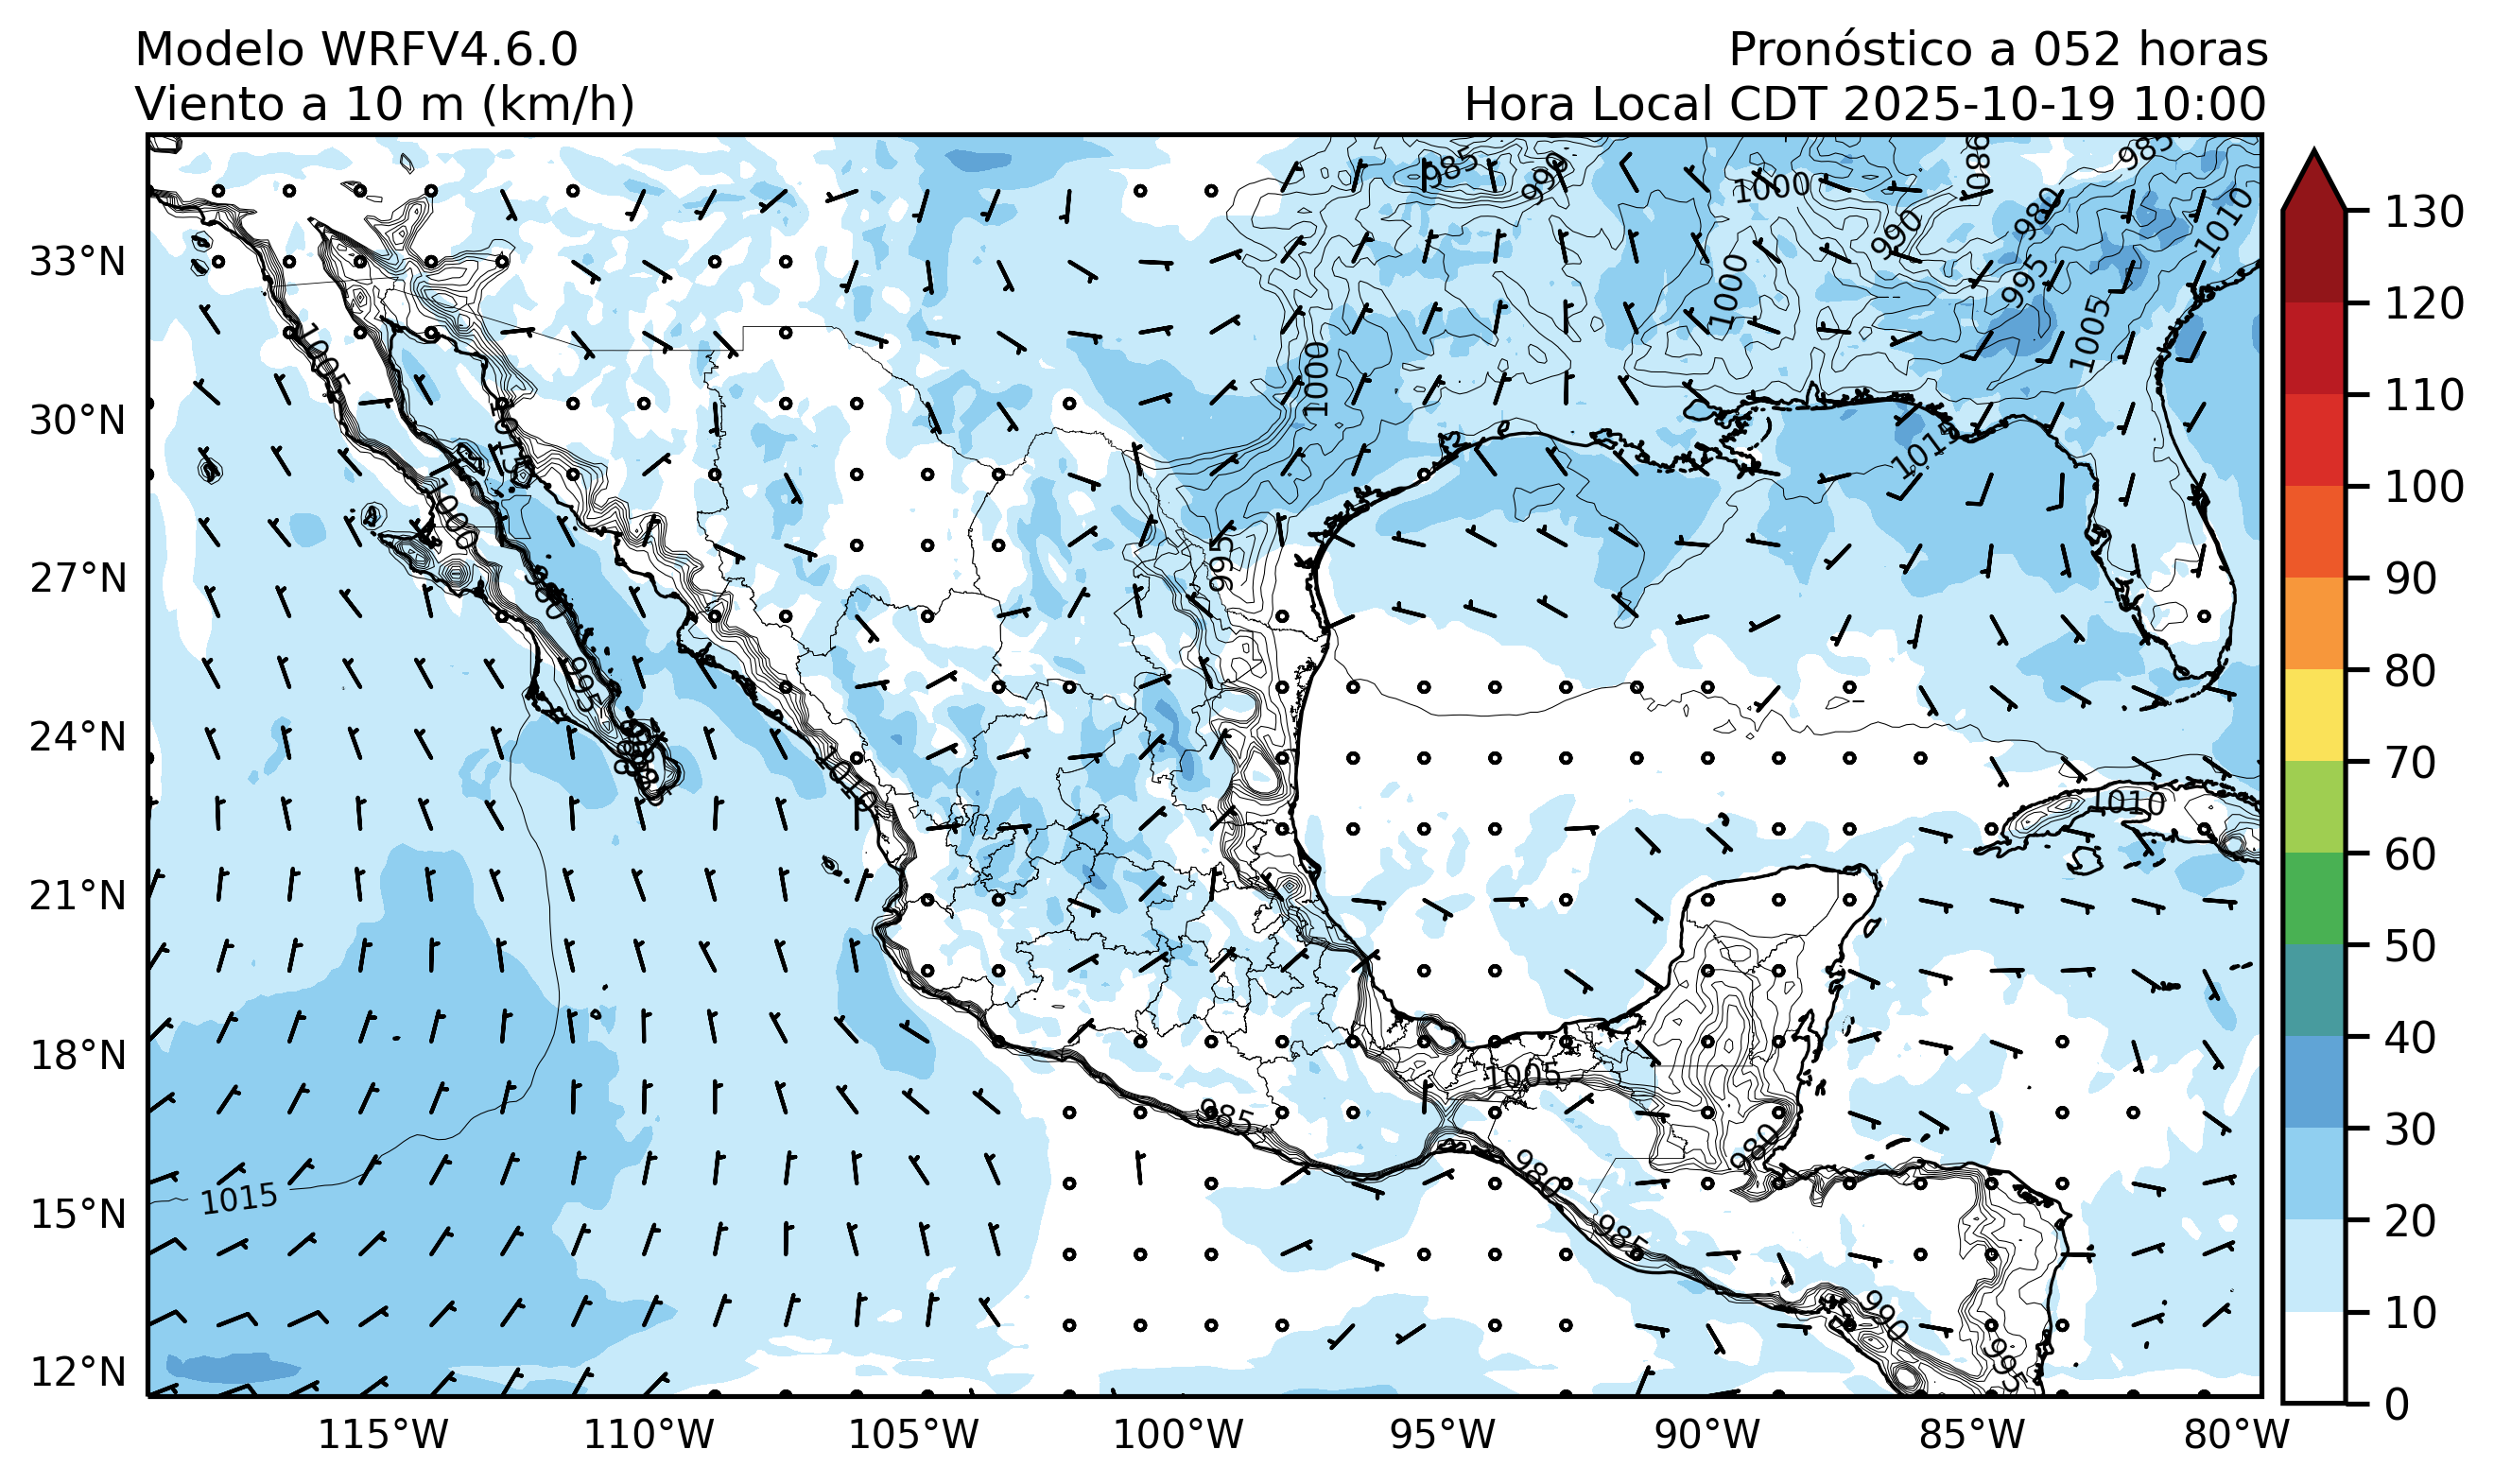 Modelo WRFV4.6.0
Pronóstico a 052 horas
Viento a 10 m (km/h)
Hora Local CDT 2025-10-19 10:00
33°N
30°N
27°N
24°N
21°N
18°N
15°N
12°N
115°W
110°W
105°W
100°W
95°W
90°W
85°W
80°W
130
120
110
100
90
80
70
60
50
40
30
20
10
0
985
990
1000
980
985
990
980
1010
995
1000
1005
1005
1000
1015
1015
1000
995
990
995
1010
1010
1005
985
980
980
1015
985
990
995